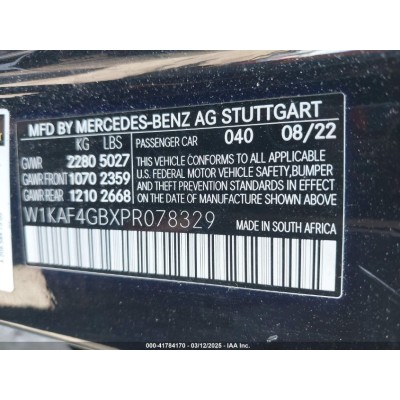 MFD BY MERCEDES-BENZ AG STUTTGART
KG LBS PASSENGER CAR 040 08/22
GVWR 2280 5027 THIS VEHICLE CONFORMS TO ALL APPLICABLE
GAWR FRONT 1070 2359 U.S. FEDERAL MOTOR VEHICLE SAFETY, BUMPER
GAWR REAR 1210 2668 AND THEFT PREVENTION STANDARDS IN EFFECT
ON THE DATE OF MANUFACTURE SHOWN ABOVE.
W1KAF4GBXPR078329
MADE IN SOUTH AFRICA
000-41784170 - 03/12/2025 - IAA Inc.